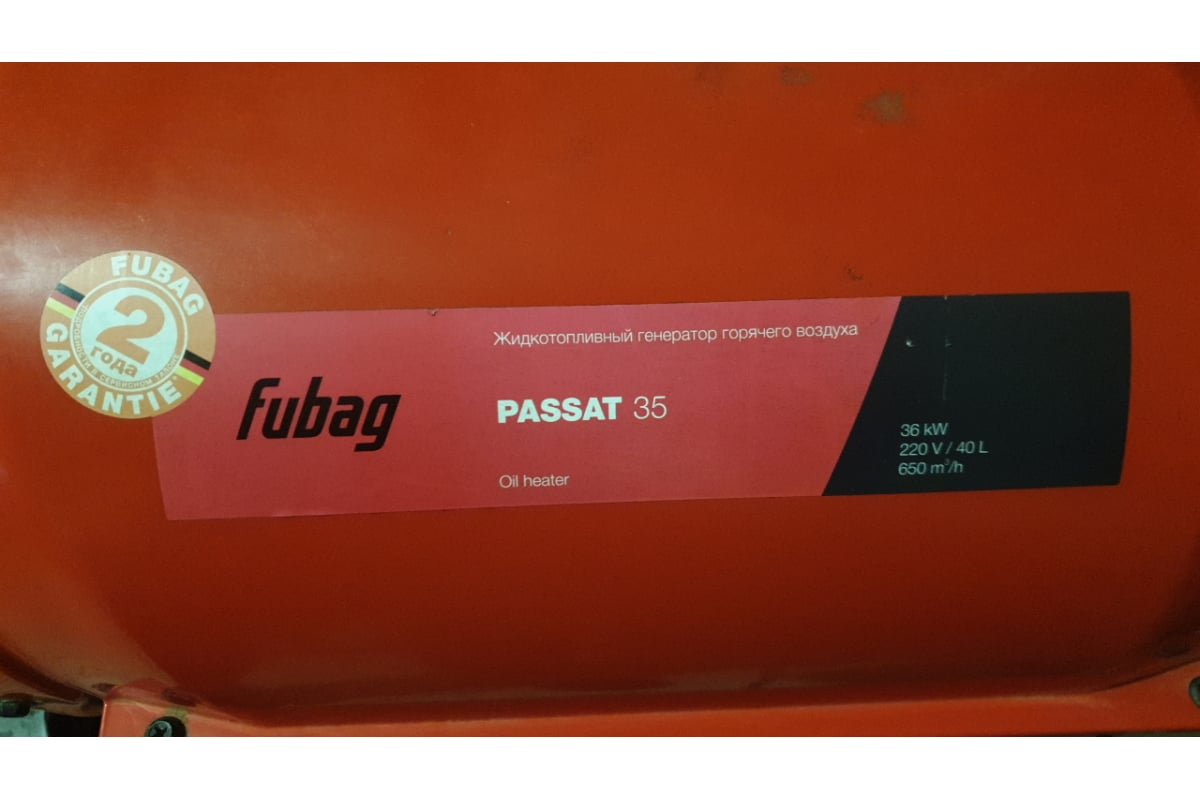 FUBAG
2
года
GARANTIE
fubag
Жидкотопливный генератор горячего воздуха
PASSAT 35
Oil heater
36 kW
220 V / 40 L
650 m³/h